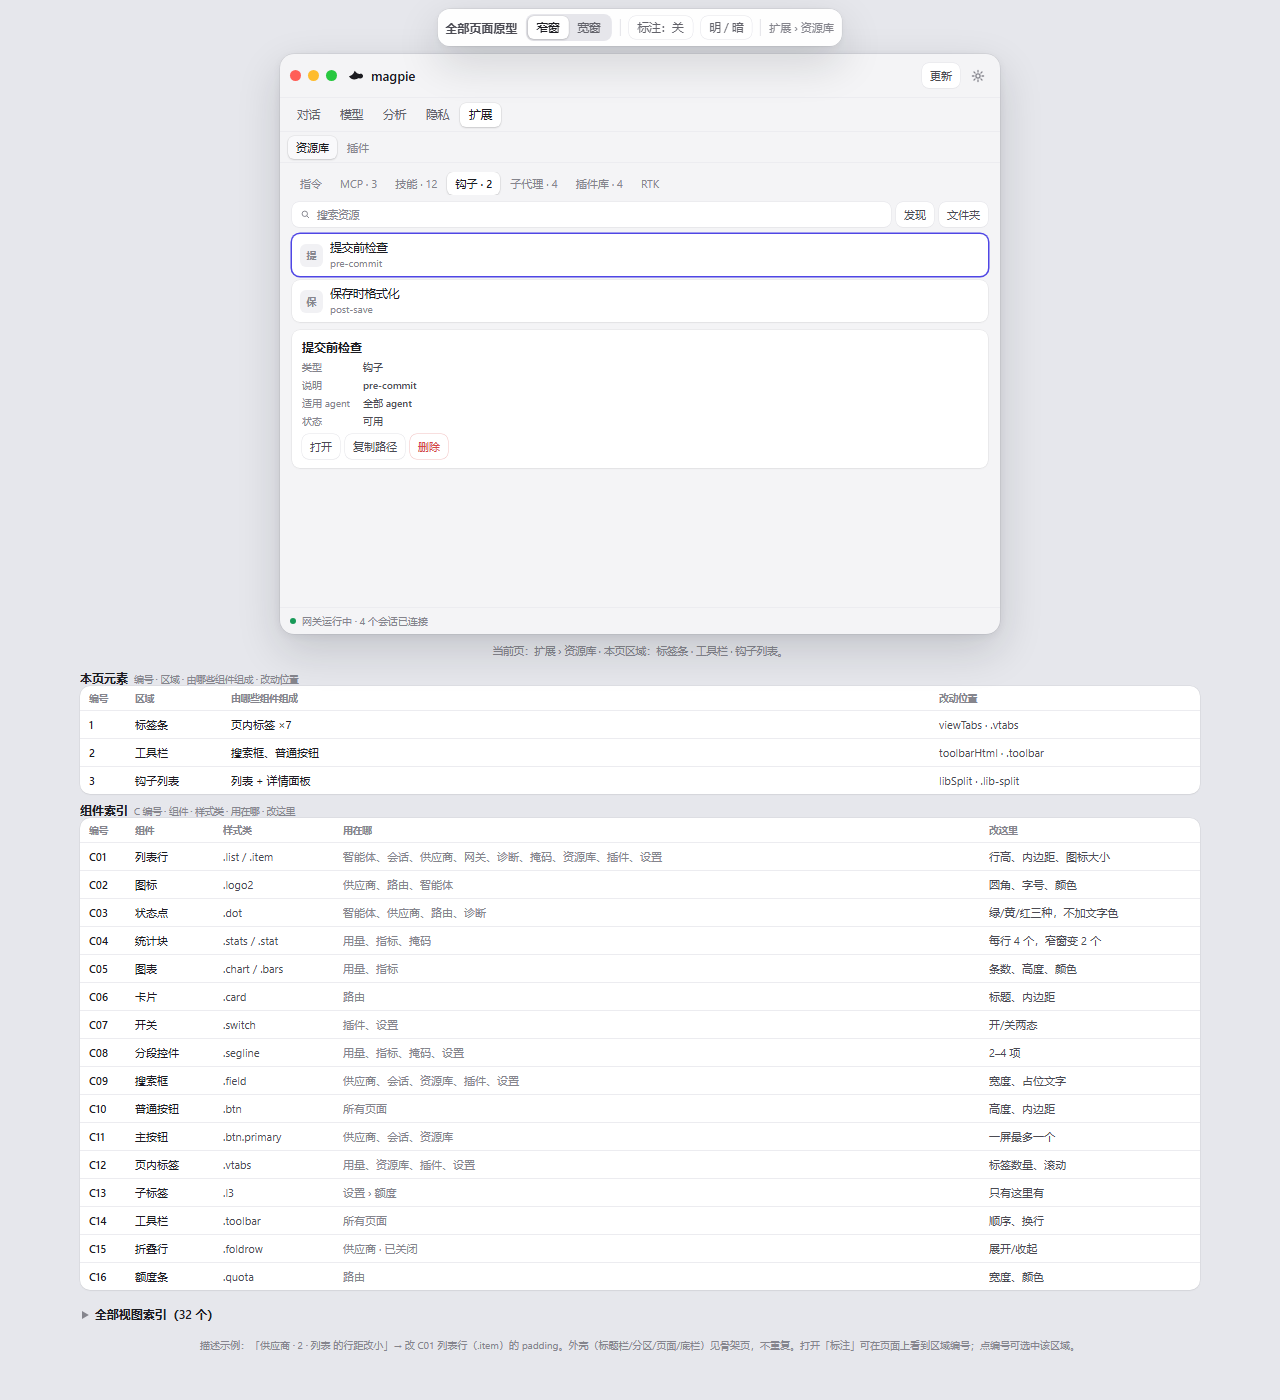 全部页面原型 窄窗 宽窗 标注：关 明 / 暗 扩展 › 资源库
magpie 更新
对话 模型 分析 隐私 扩展
资源库 插件
指令 MCP · 3 技能 · 12 钩子 · 2 子代理 · 4 插件库 · 4 RTK
搜索资源 发现 文件夹
提 提交前检查
pre-commit
保 保存时格式化
post-save
提交前检查
类型 钩子
说明 pre-commit
适用 agent 全部 agent
状态 可用
打开 复制路径 删除
网关运行中 · 4 个会话已连接
当前页：扩展 › 资源库 · 本页区域：标签条 · 工具栏 · 钩子列表。
本页元素 编号 · 区域 · 由哪些组件组成 · 改动位置
编号 区域 由哪些组件组成 改动位置
1 标签条 页内标签 ×7 viewTabs · .vtabs
2 工具栏 搜索框、普通按钮 toolbarHtml · .toolbar
3 钩子列表 列表 + 详情面板 libSplit · .lib-split
组件索引 C 编号 · 组件 · 样式类 · 用在哪 · 改这里
编号 组件 样式类 用在哪 改这里
C01 列表行 .list / .item 智能体、会话、供应商、网关、诊断、掩码、资源库、插件、设置 行高、内边距、图标大小
C02 图标 .logo2 供应商、路由、智能体 圆角、字号、颜色
C03 状态点 .dot 智能体、供应商、路由、诊断 绿/黄/红三种，不加文字色
C04 统计块 .stats / .stat 用量、指标、掩码 每行 4 个，窄窗变 2 个
C05 图表 .chart / .bars 用量、指标 条数、高度、颜色
C06 卡片 .card 路由 标题、内边距
C07 开关 .switch 插件、设置 开/关两态
C08 分段控件 .segline 用量、指标、掩码、设置 2–4 项
C09 搜索框 .field 供应商、会话、资源库、插件、设置 宽度、占位文字
C10 普通按钮 .btn 所有页面 高度、内边距
C11 主按钮 .btn.primary 供应商、会话、资源库 一屏最多一个
C12 页内标签 .vtabs 用量、资源库、插件、设置 标签数量、滚动
C13 子标签 .l3 设置 › 额度 只有这里有
C14 工具栏 .toolbar 所有页面 顺序、换行
C15 折叠行 .foldrow 供应商 · 已关闭 展开/收起
C16 额度条 .quota 路由 宽度、颜色
全部视图索引（32 个）
描述示例：「供应商 · 2 · 列表 的行距改小」→ 改 C01 列表行（.item）的 padding。外壳（标题栏/分区/页面/底栏）见骨架页，不重复。打开「标注」可在页面上看到区域编号；点编号可选中该区域。